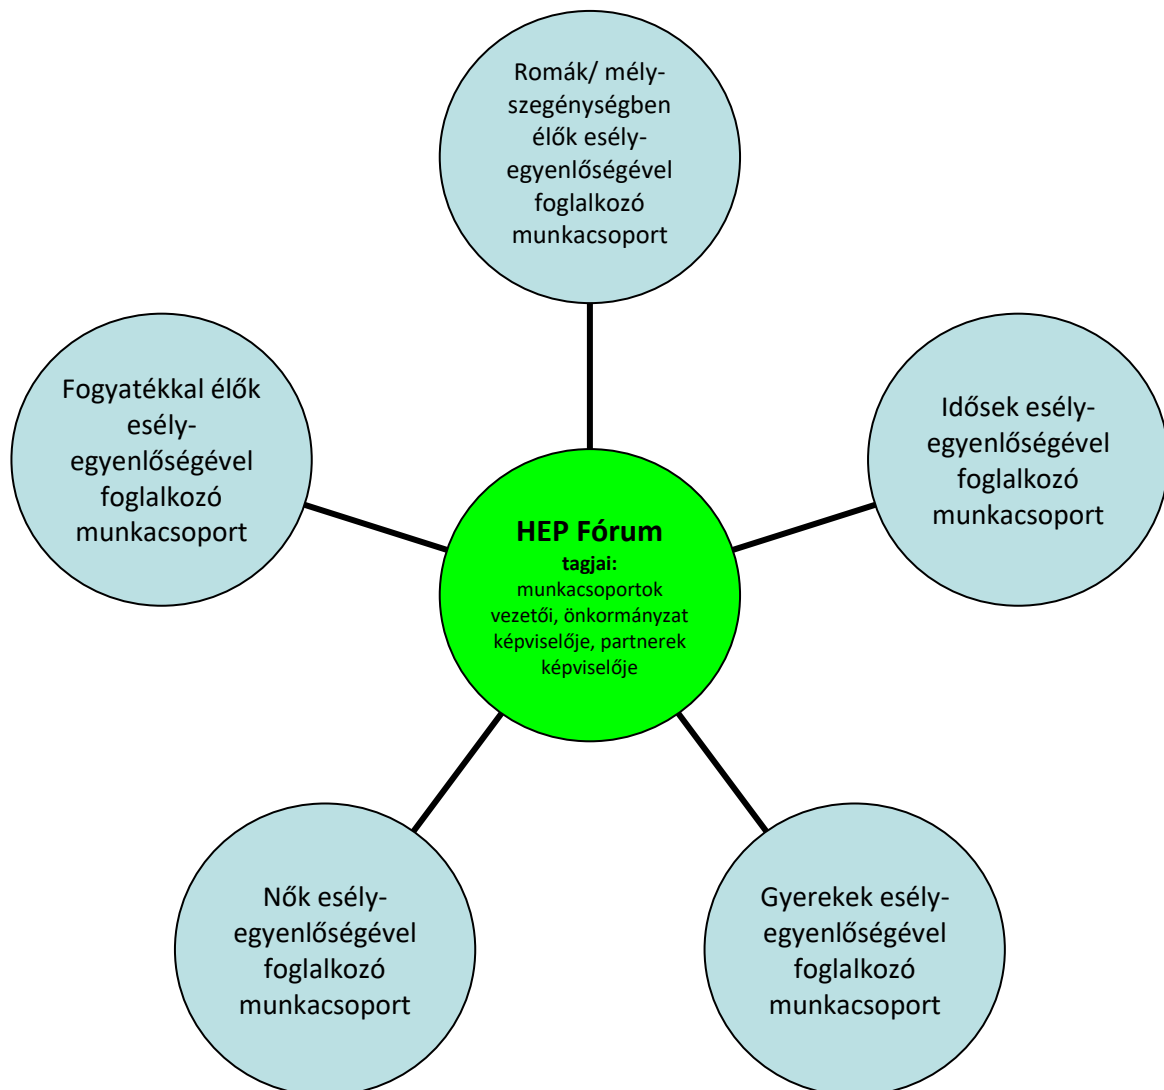 Romák/ mély-
szegénységben
élők esély-
egyenlőségével
foglalkozó
munkacsoport
Fogyatékkal élők
esély-
egyenlőségével
foglalkozó
munkacsoport
Idősek esély-
egyenlőségével
foglalkozó
munkacsoport
HEP Fórum
tagjai:
munkacsoportok
vezetői, önkormányzat
képviselője, partnerek
képviselője
Nők esély-
egyenlőségével
foglalkozó
munkacsoport
Gyerekek esély-
egyenlőségével
foglalkozó
munkacsoport